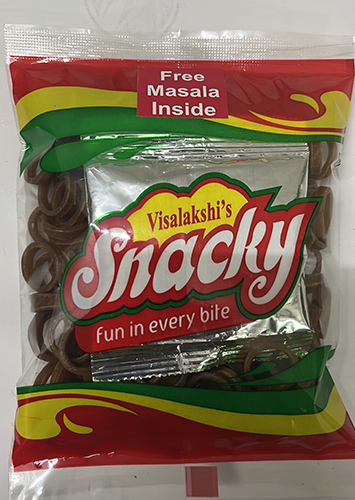 Free
Masala
Inside
Visalakshi's
Snacky
fun in every bite